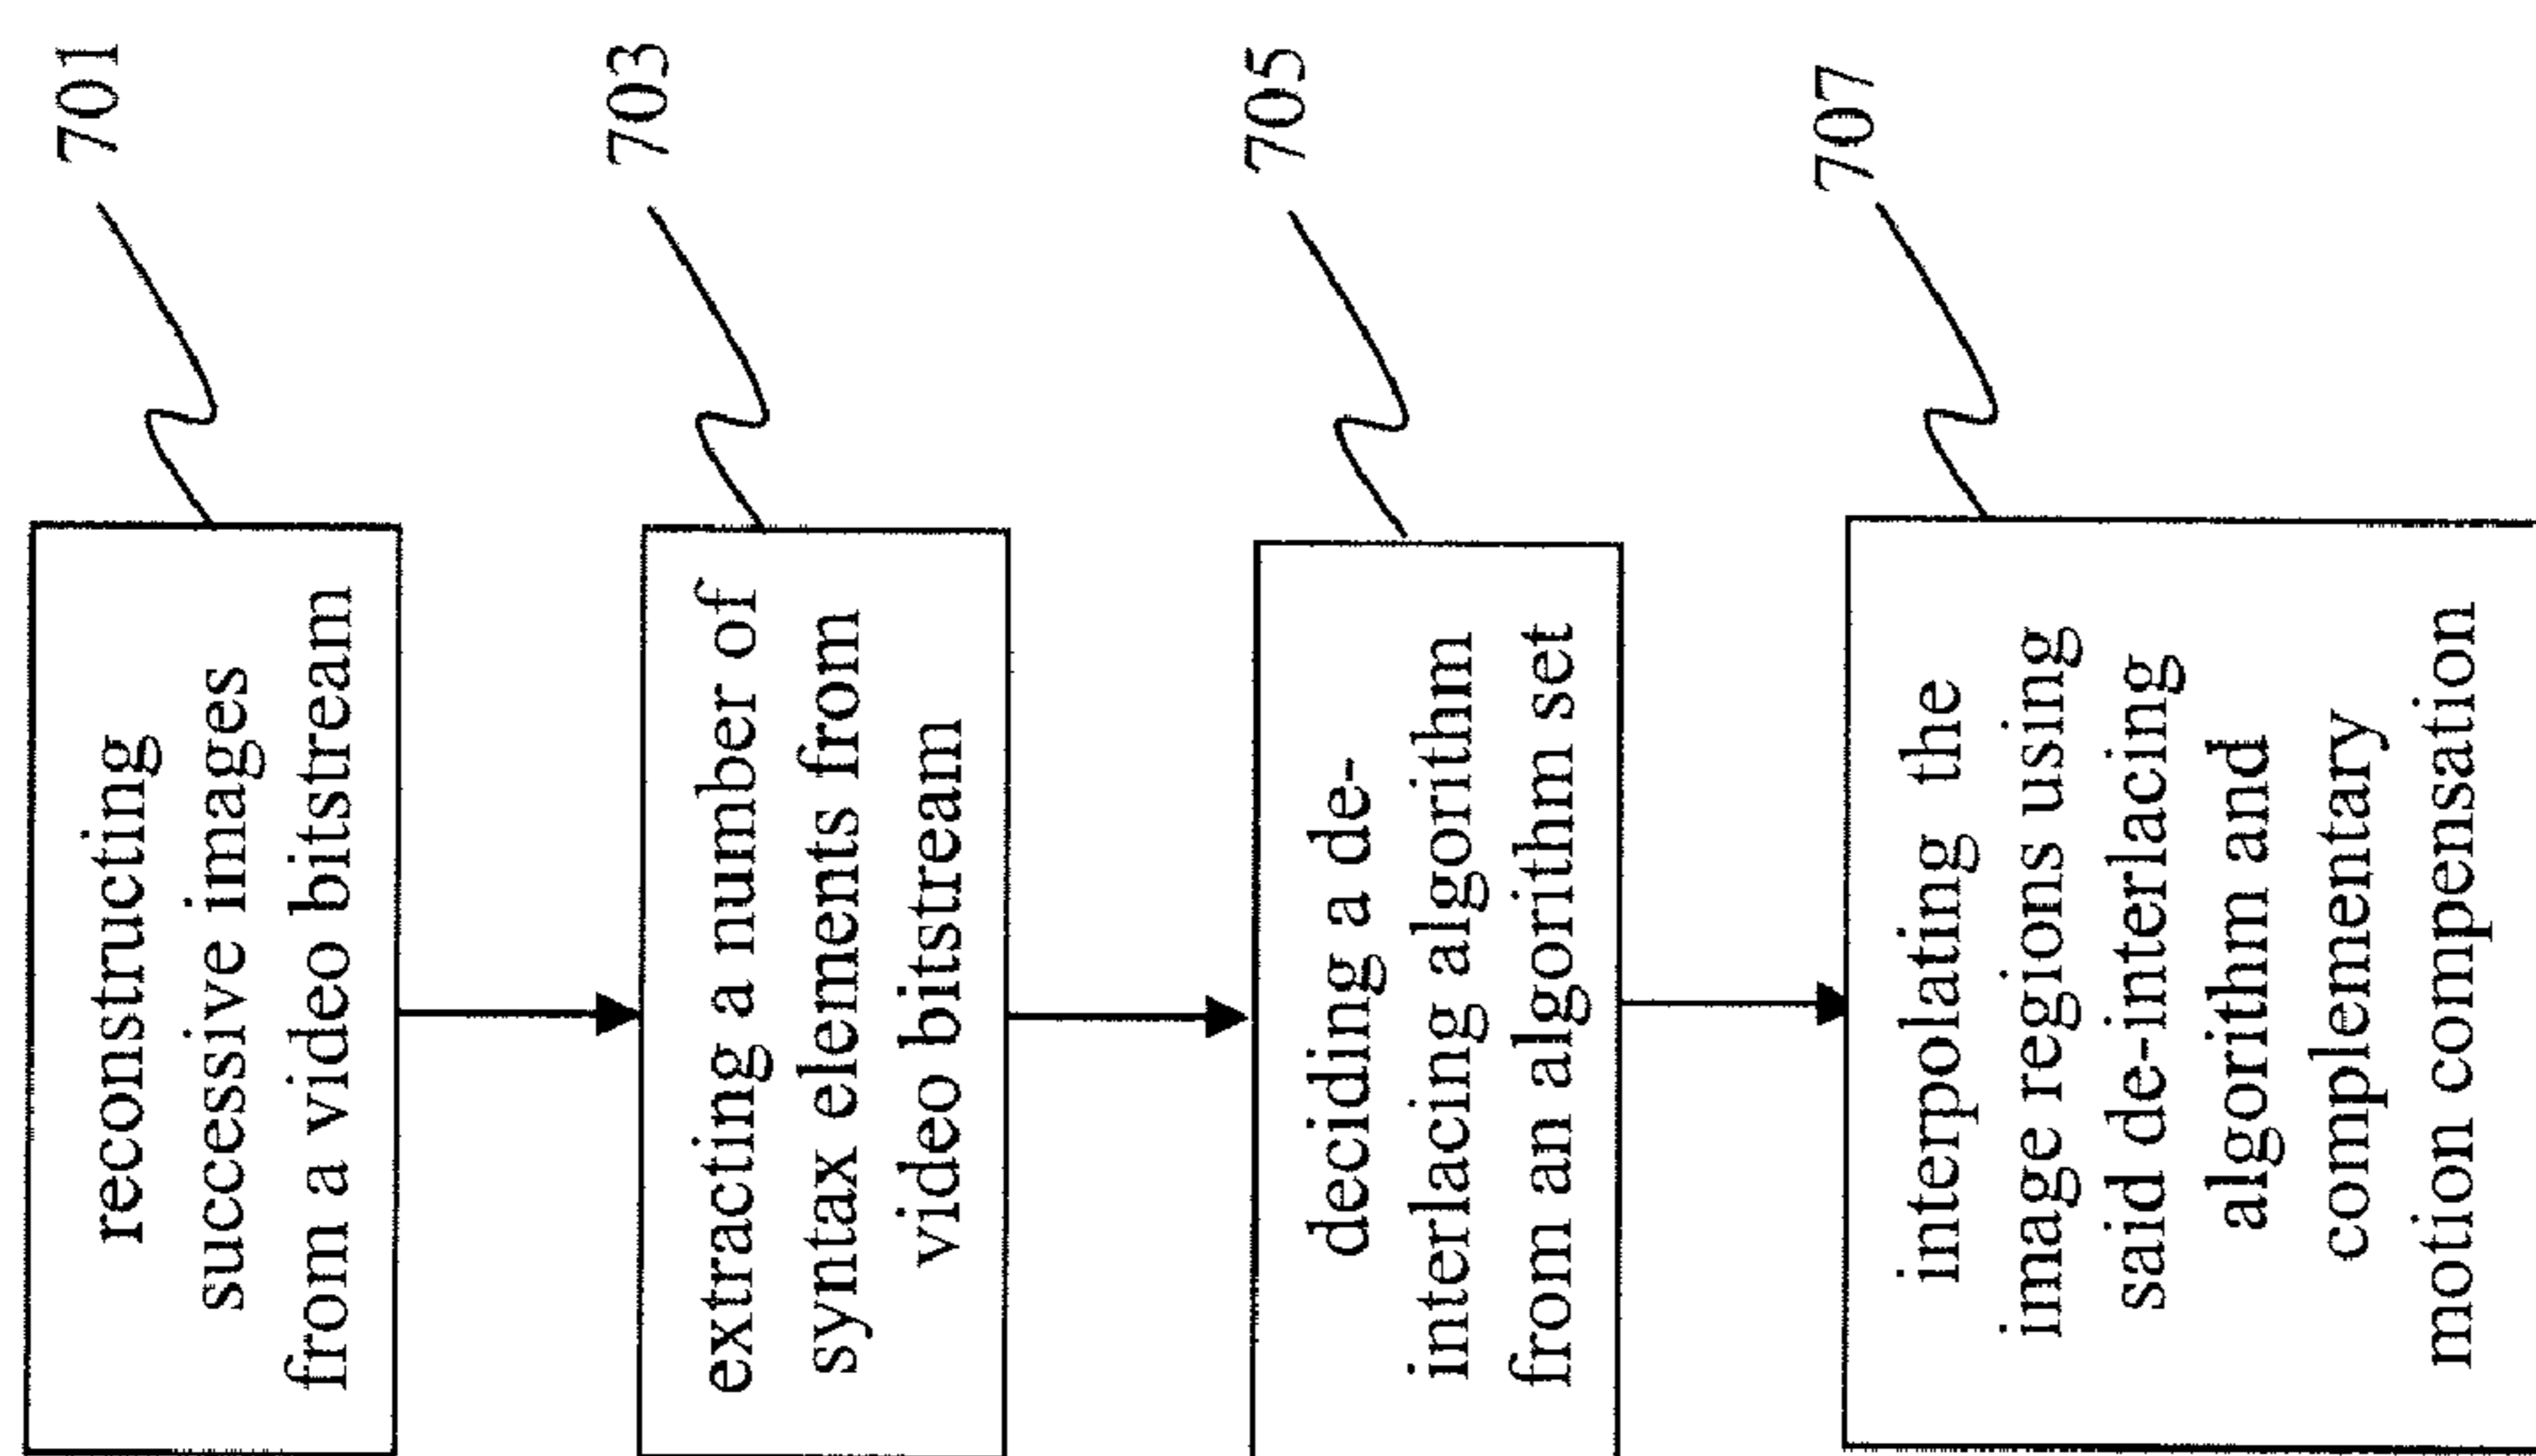 reconstructing
successive images
from a video bitstream
701
extracting a number of
syntax elements from
video bitstream
703
deciding a de-
interlacing algorithm
from an algorithm set
705
interpolating the
image regions using
said de-interlacing
algorithm and
complementary
motion compensation
707